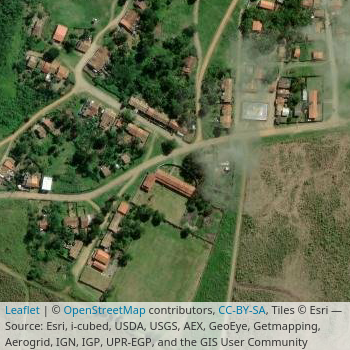 Leaflet | © OpenStreetMap contributors, CC-BY-SA, Tiles © Esri —
Source: Esri, i-cubed, USDA, USGS, AEX, GeoEye, Getmapping,
Aerogrid, IGN, IGP, UPR-EGP, and the GIS User Community